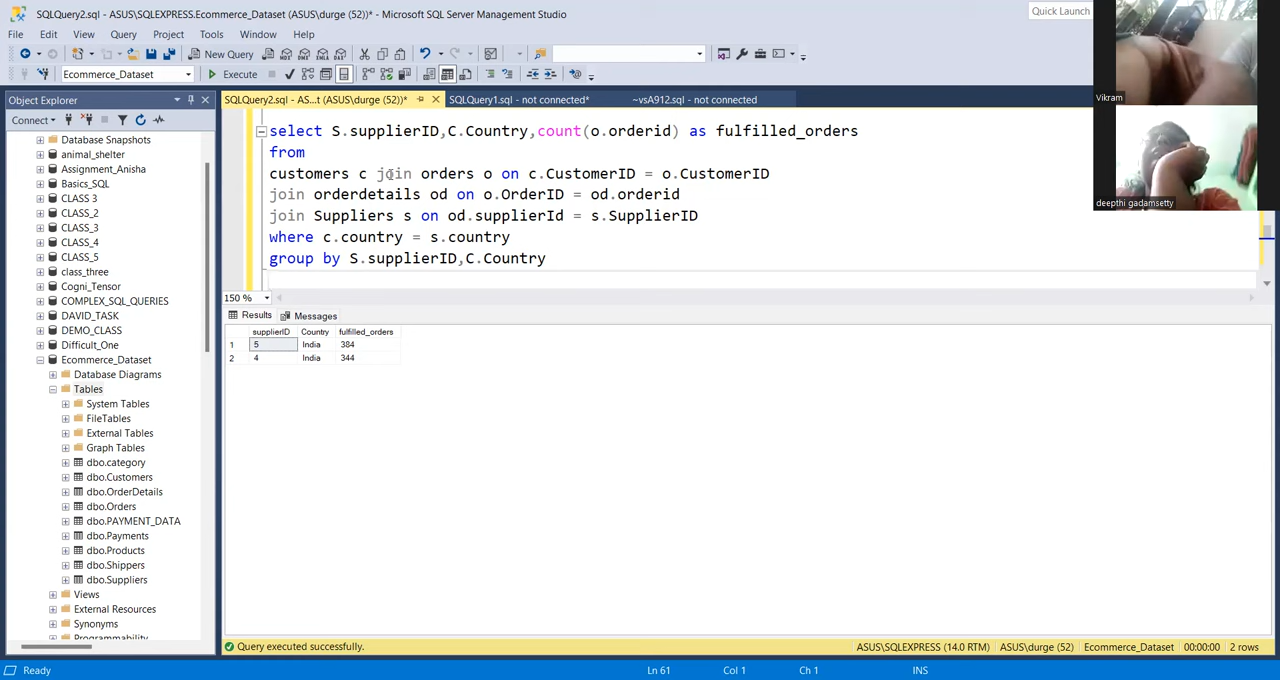 SQLQuery2.sql - ASUS\SQLEXPRESS.Ecommerce_Dataset (ASUS\durge (52))* - Microsoft SQL Server Management Studio
Quick Launch
File Edit View Query Project Tools Window Help
New Query
Ecommerce_Dataset
Execute
Object Explorer
SQLQuery2.sql - AS...t (ASUS\durge (52))*
SQLQuery1.sql - not connected*
~vsA912.sql - not connected
Vikram
deepthi gadamsetty
Connect
Database Snapshots
animal_shelter
Assignment_Anisha
Basics_SQL
CLASS 3
CLASS_2
CLASS_3
CLASS_4
CLASS_5
class_three
Cogni_Tensor
COMPLEX_SQL_QUERIES
DAVID_TASK
DEMO_CLASS
Difficult_One
Ecommerce_Dataset
Database Diagrams
Tables
System Tables
FileTables
External Tables
Graph Tables
dbo.category
dbo.Customers
dbo.OrderDetails
dbo.Orders
dbo.PAYMENT_DATA
dbo.Payments
dbo.Products
dbo.Shippers
dbo.Suppliers
Views
External Resources
Synonyms
Programmability
select S.supplierID,C.Country,count(o.orderid) as fulfilled_orders
from
customers c join orders o on c.CustomerID = o.CustomerID
join orderdetails od on o.OrderID = od.orderid
join Suppliers s on od.supplierId = s.SupplierID
where c.country = s.country
group by S.supplierID,C.Country
150 %
Results Messages
supplierID Country fulfilled_orders
1 5 India 384
2 4 India 344
Query executed successfully.
ASUS\SQLEXPRESS (14.0 RTM) ASUS\durge (52) Ecommerce_Dataset 00:00:00 2 rows
Ready Ln 61 Col 1 Ch 1 INS